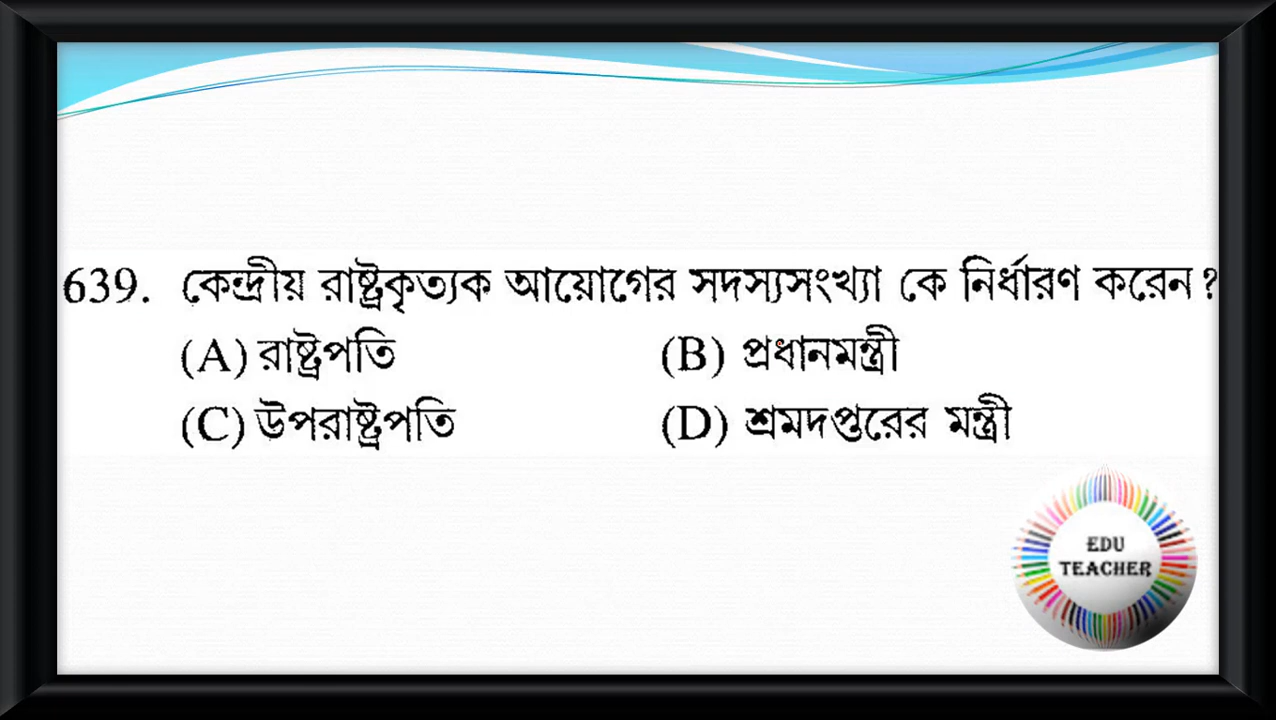 639. কেন্দ্রীয় রাষ্ট্রকৃত্যক আয়োগের সদস্যসংখ্যা কে নির্ধারণ করেন ?
(A) রাষ্ট্রপতি (B) প্রধানমন্ত্রী
(C) উপরাষ্ট্রপতি (D) শ্রমদপ্তরের মন্ত্রী
EDU
TEACHER